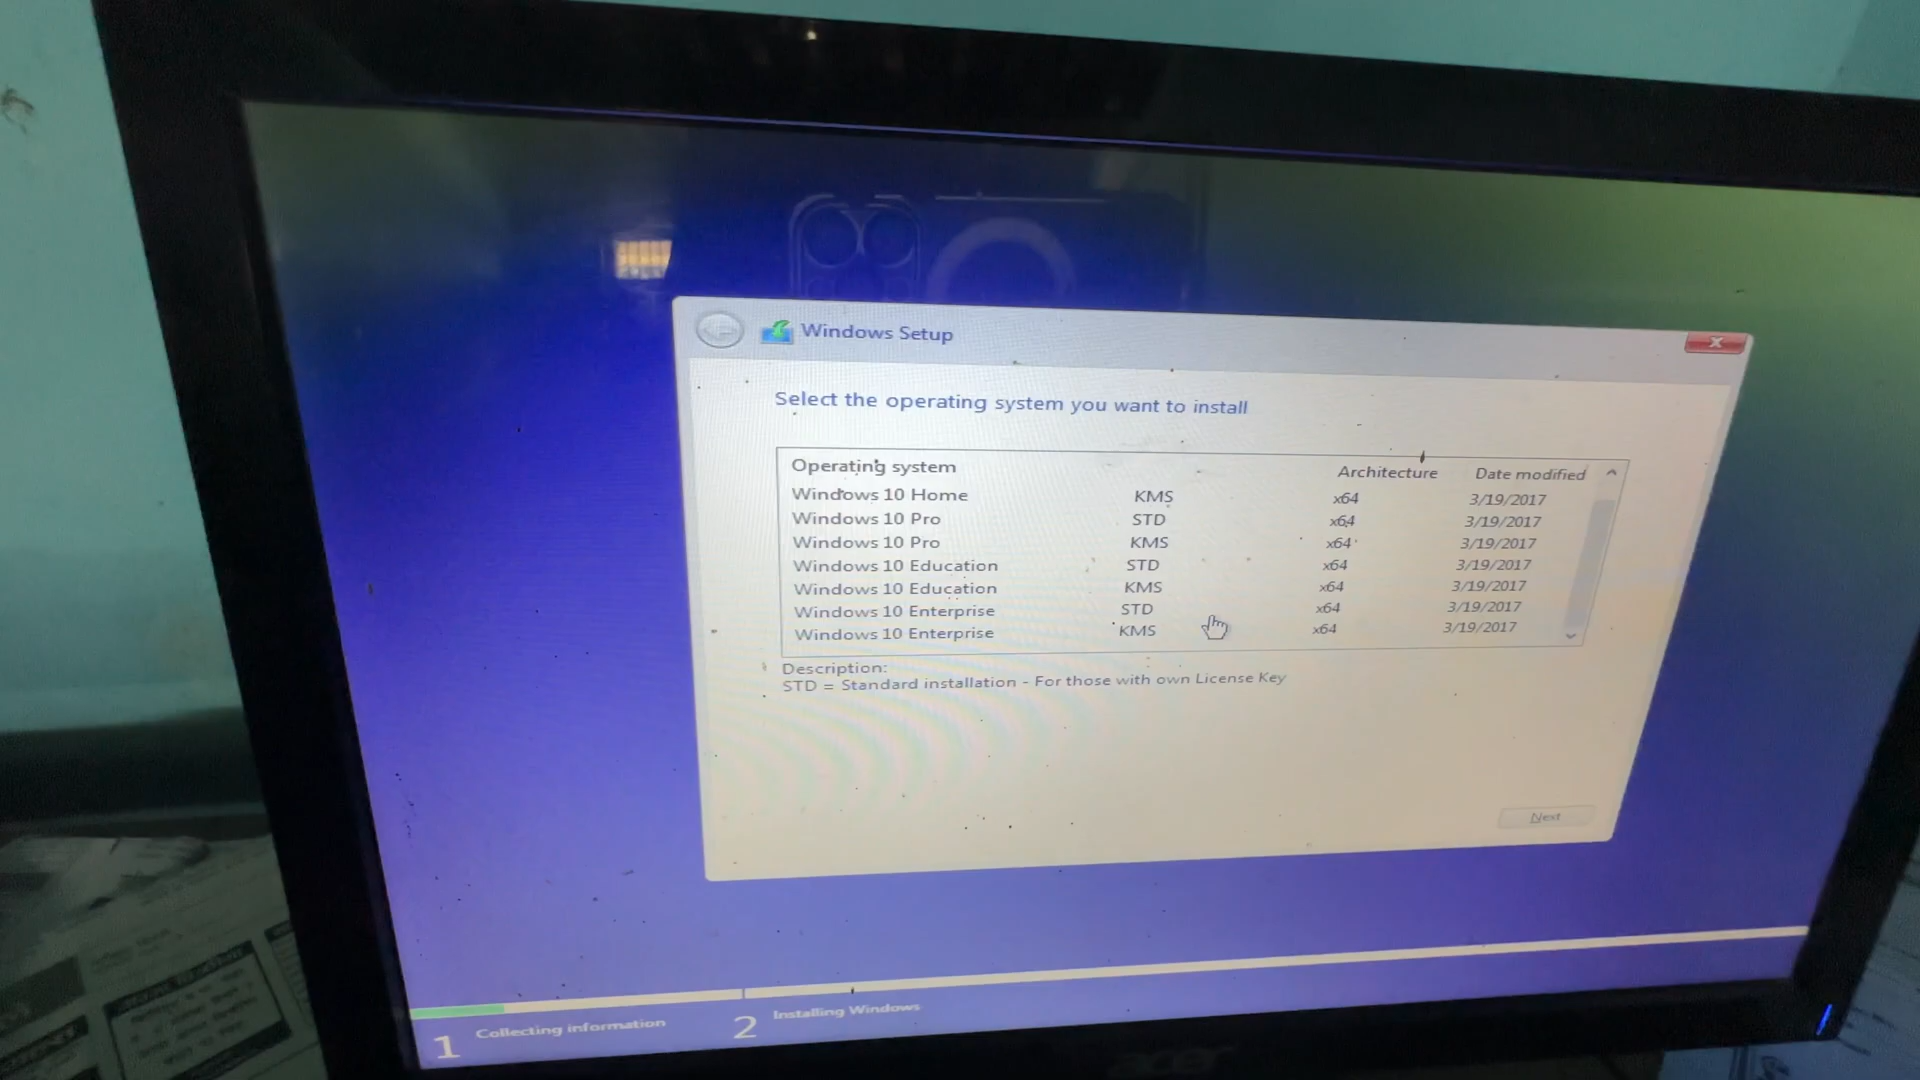 Windows Setup
Select the operating system you want to install
Operating system Architecture Date modified
Windows 10 Home KMS x64 3/19/2017
Windows 10 Pro STD x64 3/19/2017
Windows 10 Pro KMS x64 3/19/2017
Windows 10 Education STD x64 3/19/2017
Windows 10 Education KMS x64 3/19/2017
Windows 10 Enterprise STD x64 3/19/2017
Windows 10 Enterprise KMS x64 3/19/2017
Description:
STD = Standard installation - For those with own License Key
Next
1 Collecting information 2 Installing Windows
acer